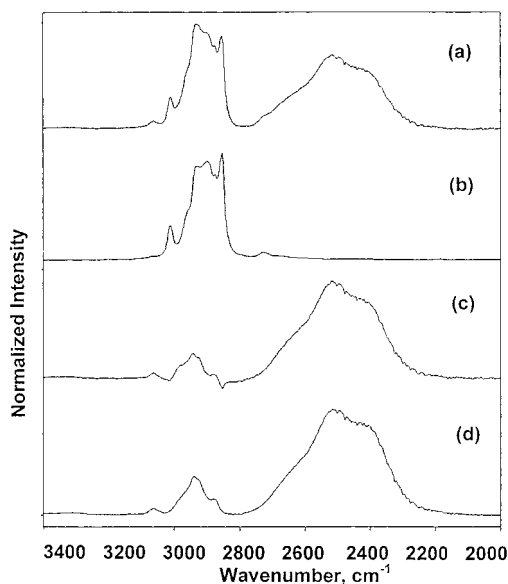 (a)
(b)
(c)
(d)
Normalized Intensity
3400 3200 3000 2800 2600 2400 2200 2000
Wavenumber, cm-1